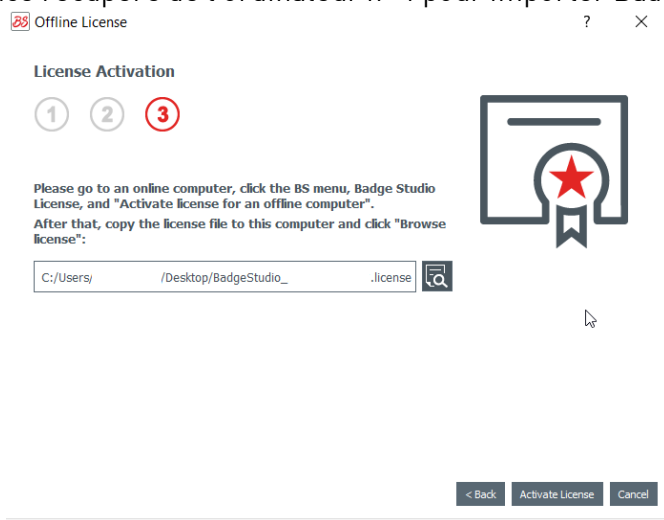 BS Offline License ? ×
License Activation
1 2 3
Please go to an online computer, click the BS menu, Badge Studio
License, and "Activate license for an offline computer".
After that, copy the license file to this computer and click "Browse
license":
C:/Users/ /Desktop/BadgeStudio_ .license
< Back Activate License Cancel